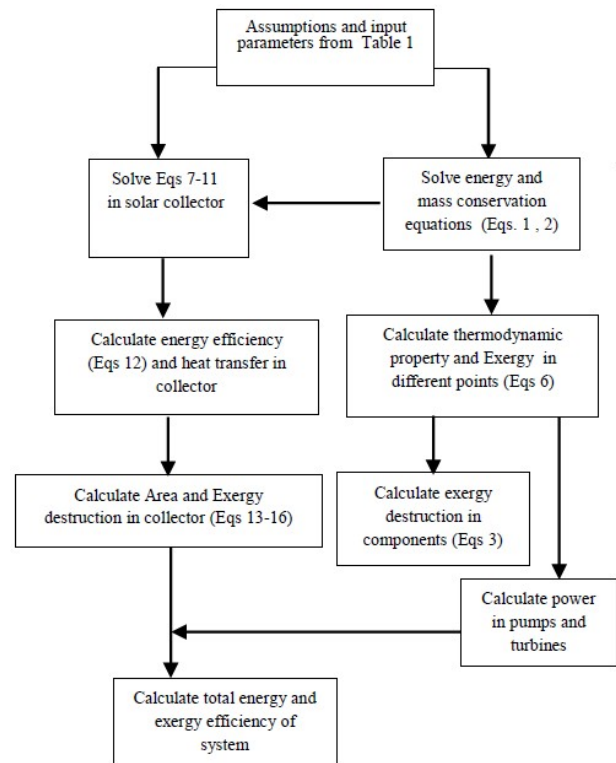 Assumptions and input
parameters from Table 1
Solve Eqs 7-11
in solar collector
Solve energy and
mass conservation
equations (Eqs. 1 , 2)
Calculate energy efficiency
(Eqs 12) and heat transfer in
collector
Calculate thermodynamic
property and Exergy in
different points (Eqs 6)
Calculate Area and Exergy
destruction in collector (Eqs 13-16)
Calculate exergy
destruction in
components (Eqs 3)
Calculate power
in pumps and
turbines
Calculate total energy and
exergy efficiency of
system